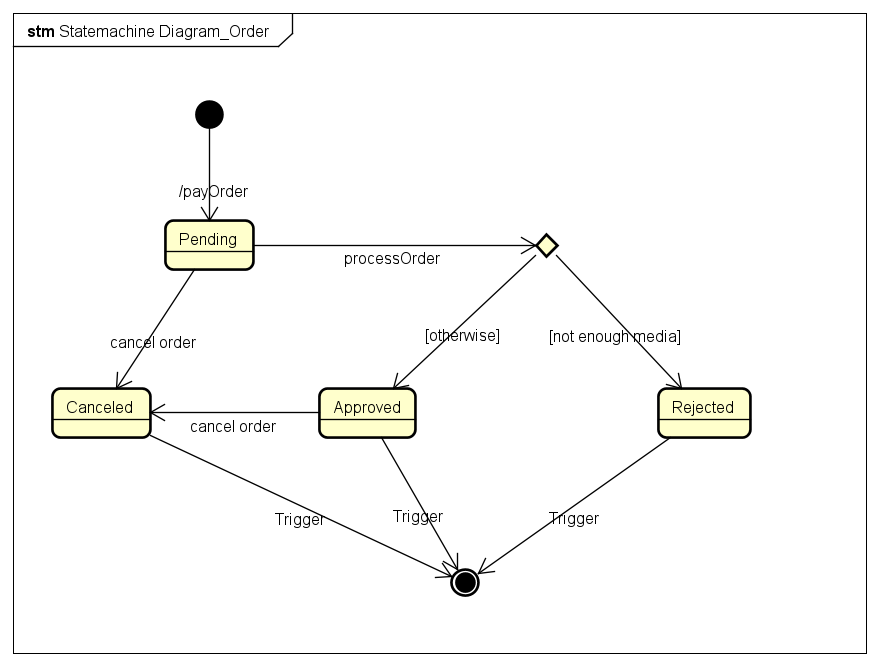 stm Statemachine Diagram_Order
/payOrder
Pending
processOrder
[otherwise]
[not enough media]
cancel order
Canceled
Approved
Rejected
cancel order
Trigger
Trigger
Trigger